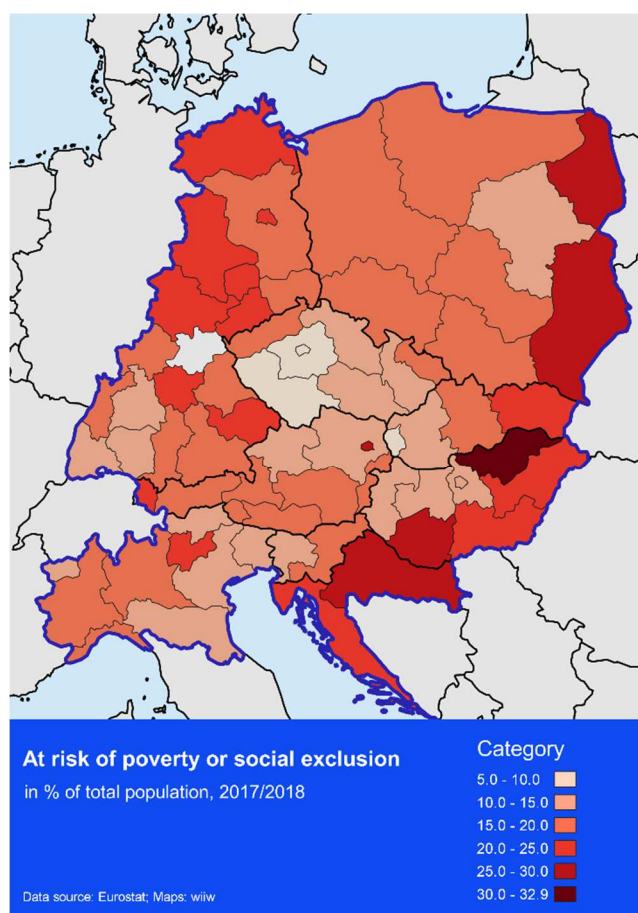 At risk of poverty or social exclusion
in % of total population, 2017/2018
Category
5.0 - 10.0
10.0 - 15.0
15.0 - 20.0
20.0 - 25.0
25.0 - 30.0
30.0 - 32.9
Data source: Eurostat; Maps: wiiw